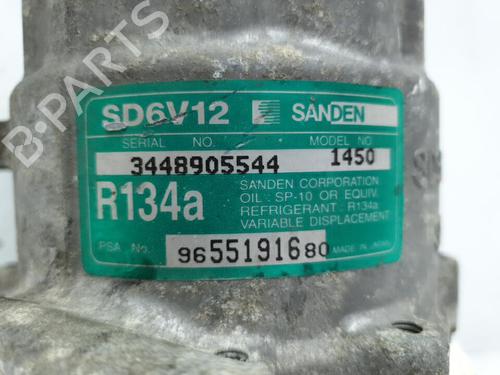 B-PARTS
SD6V12 SANDEN
SERIAL NO. MODEL NO
3448905544 1450
R134a
SANDEN CORPORATION
OIL : SP-10 OR EQUIV.
REFRIGERANT : R134a
VARIABLE DISPLACEMENT
PSA No. 9655191680 MADE IN JAPAN